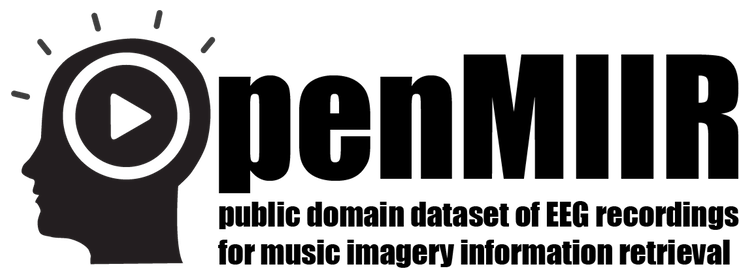 OpenMIIR
public domain dataset of EEG recordings
for music imagery information retrieval